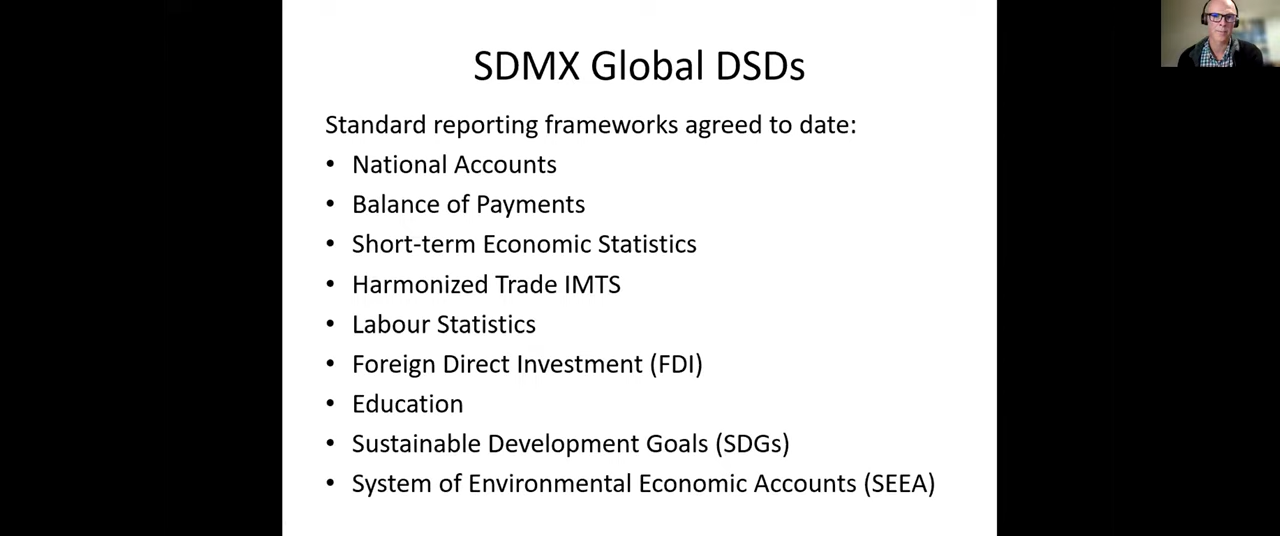 SDMX Global DSDs
Standard reporting frameworks agreed to date:
• National Accounts
• Balance of Payments
• Short-term Economic Statistics
• Harmonized Trade IMTS
• Labour Statistics
• Foreign Direct Investment (FDI)
• Education
• Sustainable Development Goals (SDGs)
• System of Environmental Economic Accounts (SEEA)